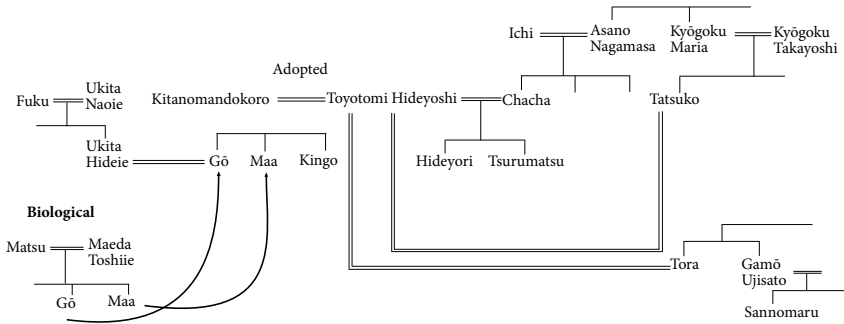 Ichi
Asano
Nagamasa
Kyōgoku
Maria
Kyōgoku
Takayoshi
Adopted
Fuku
Ukita
Naoie
Kitanomandokoro
Toyotomi Hideyoshi
Chacha
Tatsuko
Ukita
Hideie
Gō
Maa
Kingo
Hideyori
Tsurumatsu
Biological
Matsu
Maeda
Toshiie
Gō
Maa
Tora
Gamō
Ujisato
Sannomaru